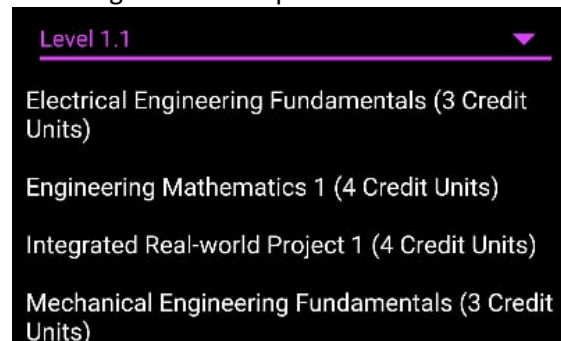 Level 1.1
Electrical Engineering Fundamentals (3 Credit
Units)
Engineering Mathematics 1 (4 Credit Units)
Integrated Real-world Project 1 (4 Credit Units)
Mechanical Engineering Fundamentals (3 Credit
Units)